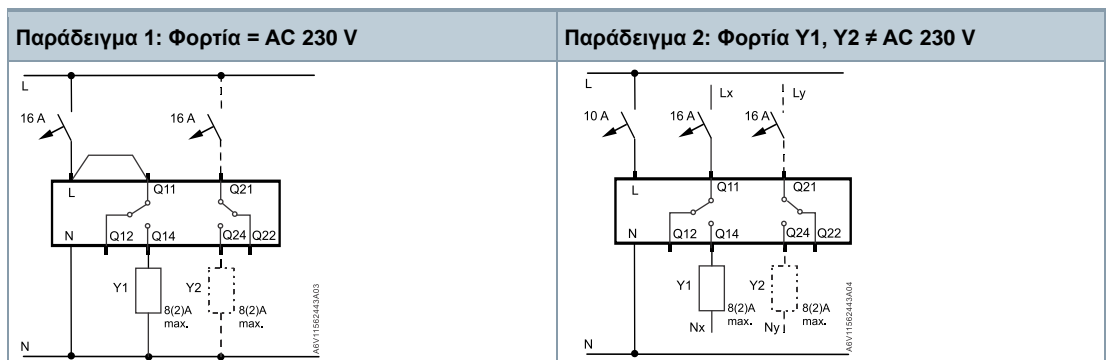 Παράδειγμα 1: Φορτία = AC 230 V
L
16 A
16 A
L
Q11
Q21
N
Q12
Q14
Q24
Q22
Y1
8(2)A
max.
Y2
8(2)A
max.
N
A6V11562443A03
Παράδειγμα 2: Φορτία Y1, Y2 ≠ AC 230 V
L
Lx
Ly
10 A
16 A
16 A
L
Q11
Q21
N
Q12
Q14
Q24
Q22
Y1
8(2)A
max.
Nx
Y2
8(2)A
max.
Ny
N
A6V11562443A04